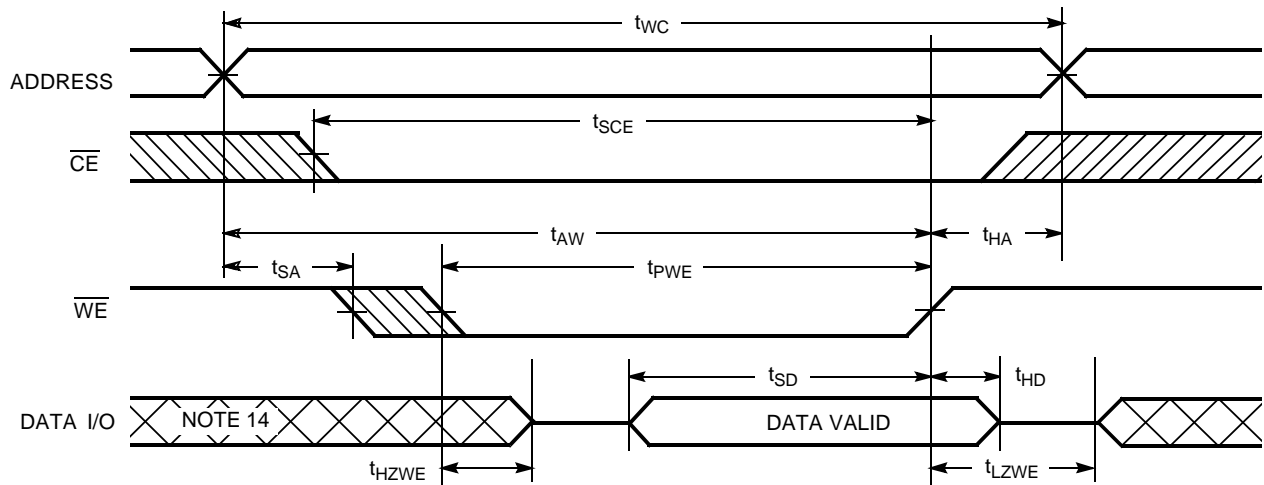 tWC
ADDRESS
tSCE
CE
tAW
tHA
tSA
tPWE
WE
tSD
tHD
DATA I/O
NOTE 14
DATA VALID
tHZWE
tLZWE